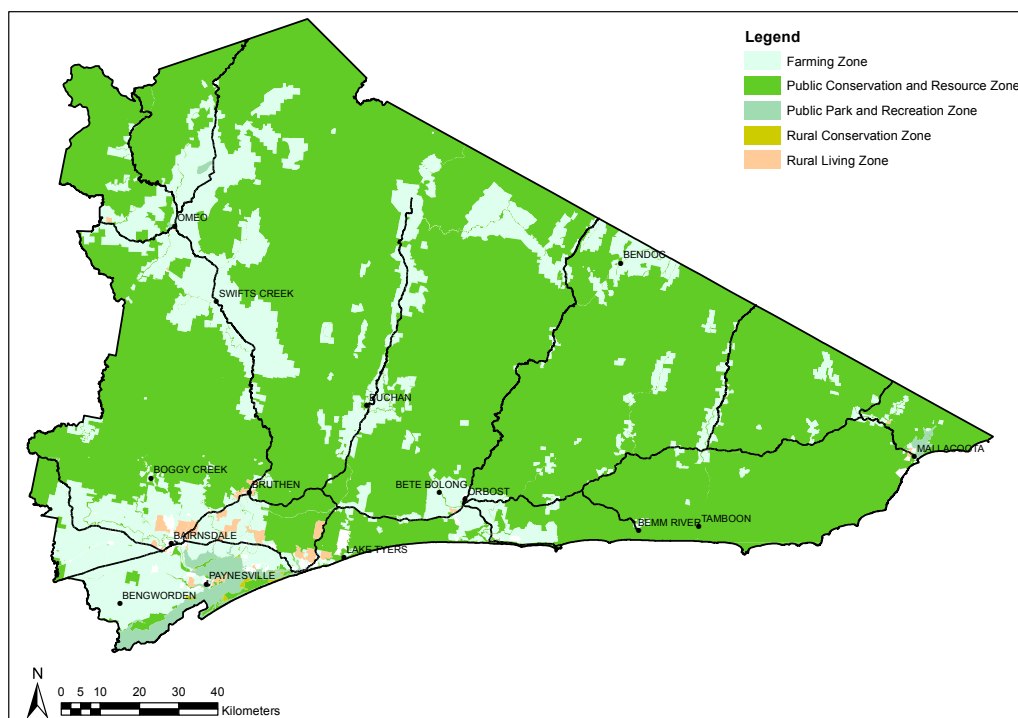 Legend
Farming Zone
Public Conservation and Resource Zone
Public Park and Recreation Zone
Rural Conservation Zone
Rural Living Zone
OMEO
BENDOC
SWIFTS CREEK
BUCHAN
MALLACOOTA
BOGGY CREEK
BRUTHEN
BETE BOLONG
ORBOST
BEMM RIVER
TAMBOON
BAIRNSDALE
LAKE TYERS
PAYNESVILLE
BENGWORDEN
N
0 5 10 20 30 40
Kilometers